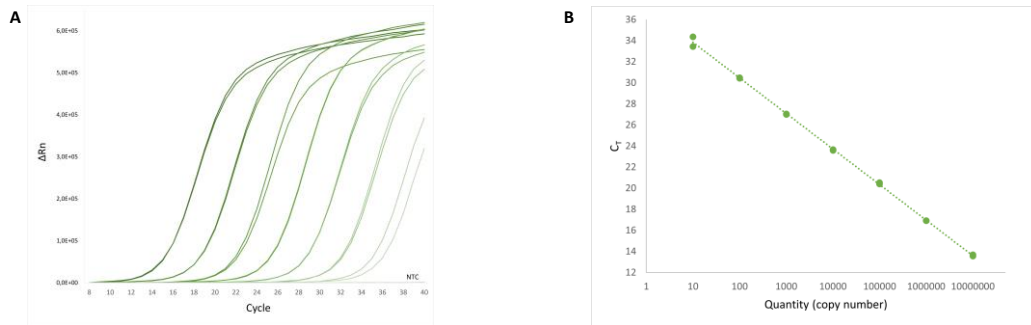 A
6,0E+05
5,0E+05
4,0E+05
3,0E+05
2,0E+05
1,0E+05
0,0E+00
ΔRn
NTC
8 10 12 14 16 18 20 22 24 26 28 30 32 34 36 38 40
Cycle
B
36
34
32
30
28
26
24
22
20
18
16
14
12
CT
1 10 100 1000 10000 100000 1000000 10000000
Quantity (copy number)